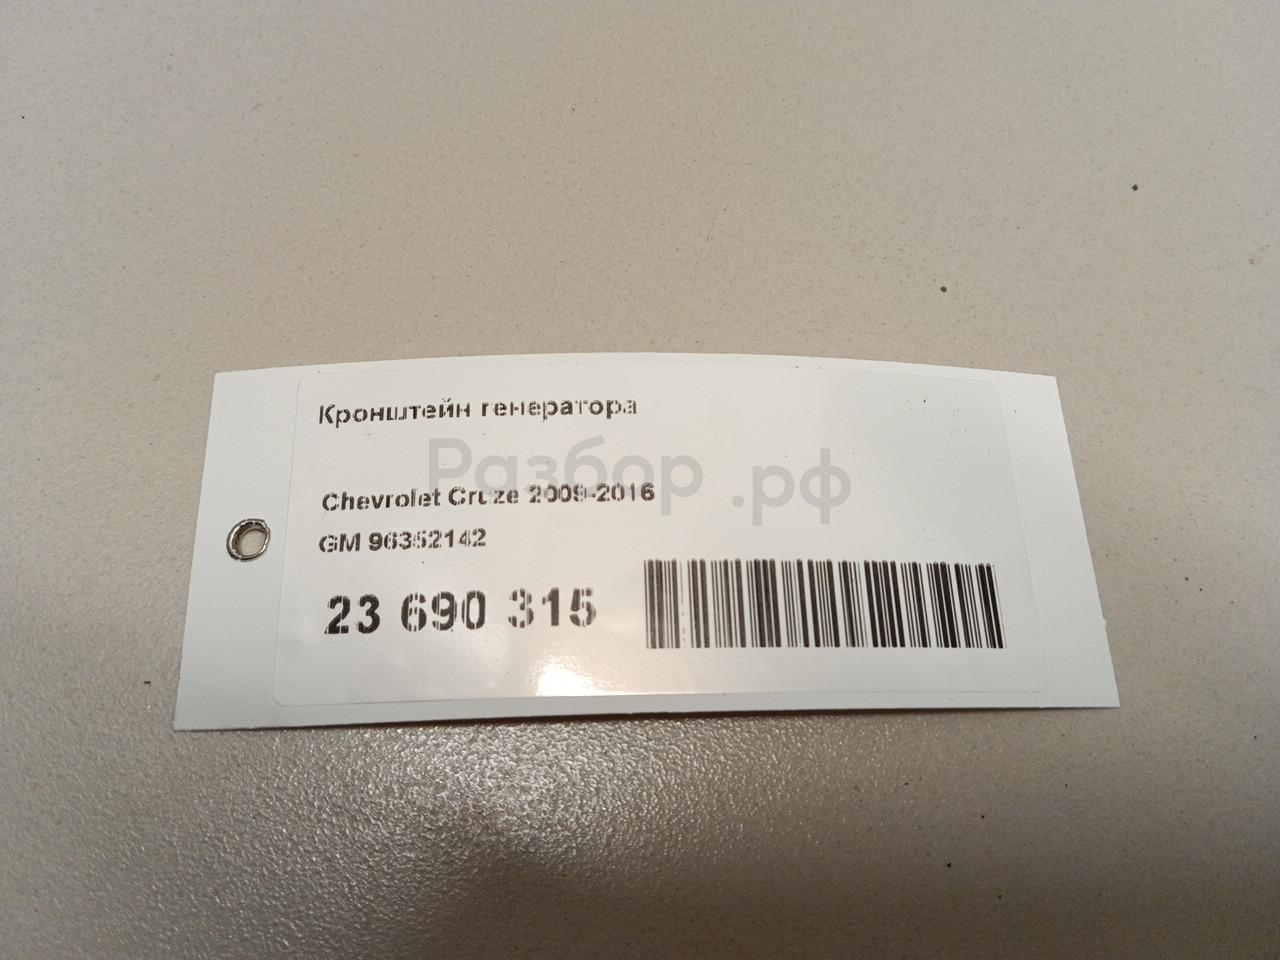 Кронштейн генератора
Разбор.рф
Chevrolet Cruze 2009-2016
GM 96352142
23 690 315